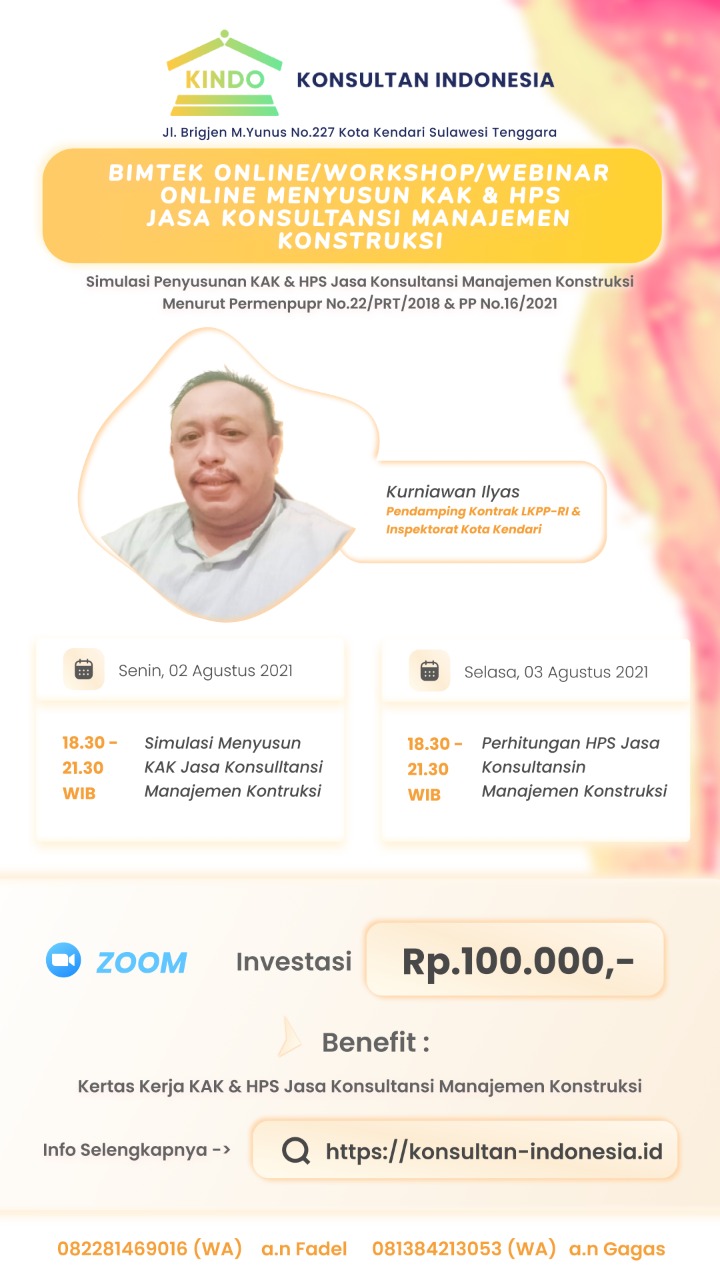 KINDO
KONSULTAN INDONESIA
Jl. Brigjen M.Yunus No.227 Kota Kendari Sulawesi Tenggara
BIMTEK ONLINE/WORKSHOP/WEBINAR
ONLINE MENYUSUN KAK & HPS
JASA KONSULTANSI MANAJEMEN
KONSTRUKSI
Simulasi Penyusunan KAK & HPS Jasa Konsultansi Manajemen Konstruksi
Menurut Permenpupr No.22/PRT/2018 & PP No.16/2021
Kurniawan Ilyas
Pendamping Kontrak LKPP-RI &
Inspektorat Kota Kendari
Senin, 02 Agustus 2021
18.30 - Simulasi Menyusun
21.30 KAK Jasa Konsulltansi
WIB Manajemen Kontruksi
Selasa, 03 Agustus 2021
18.30 - Perhitungan HPS Jasa
21.30 Konsultansin
WIB Manajemen Konstruksi
ZOOM Investasi Rp.100.000,-
Benefit :
Kertas Kerja KAK & HPS Jasa Konsultansi Manajemen Konstruksi
Info Selengkapnya -> https://konsultan-indonesia.id
082281469016 (WA) a.n Fadel 081384213053 (WA) a.n Gagas